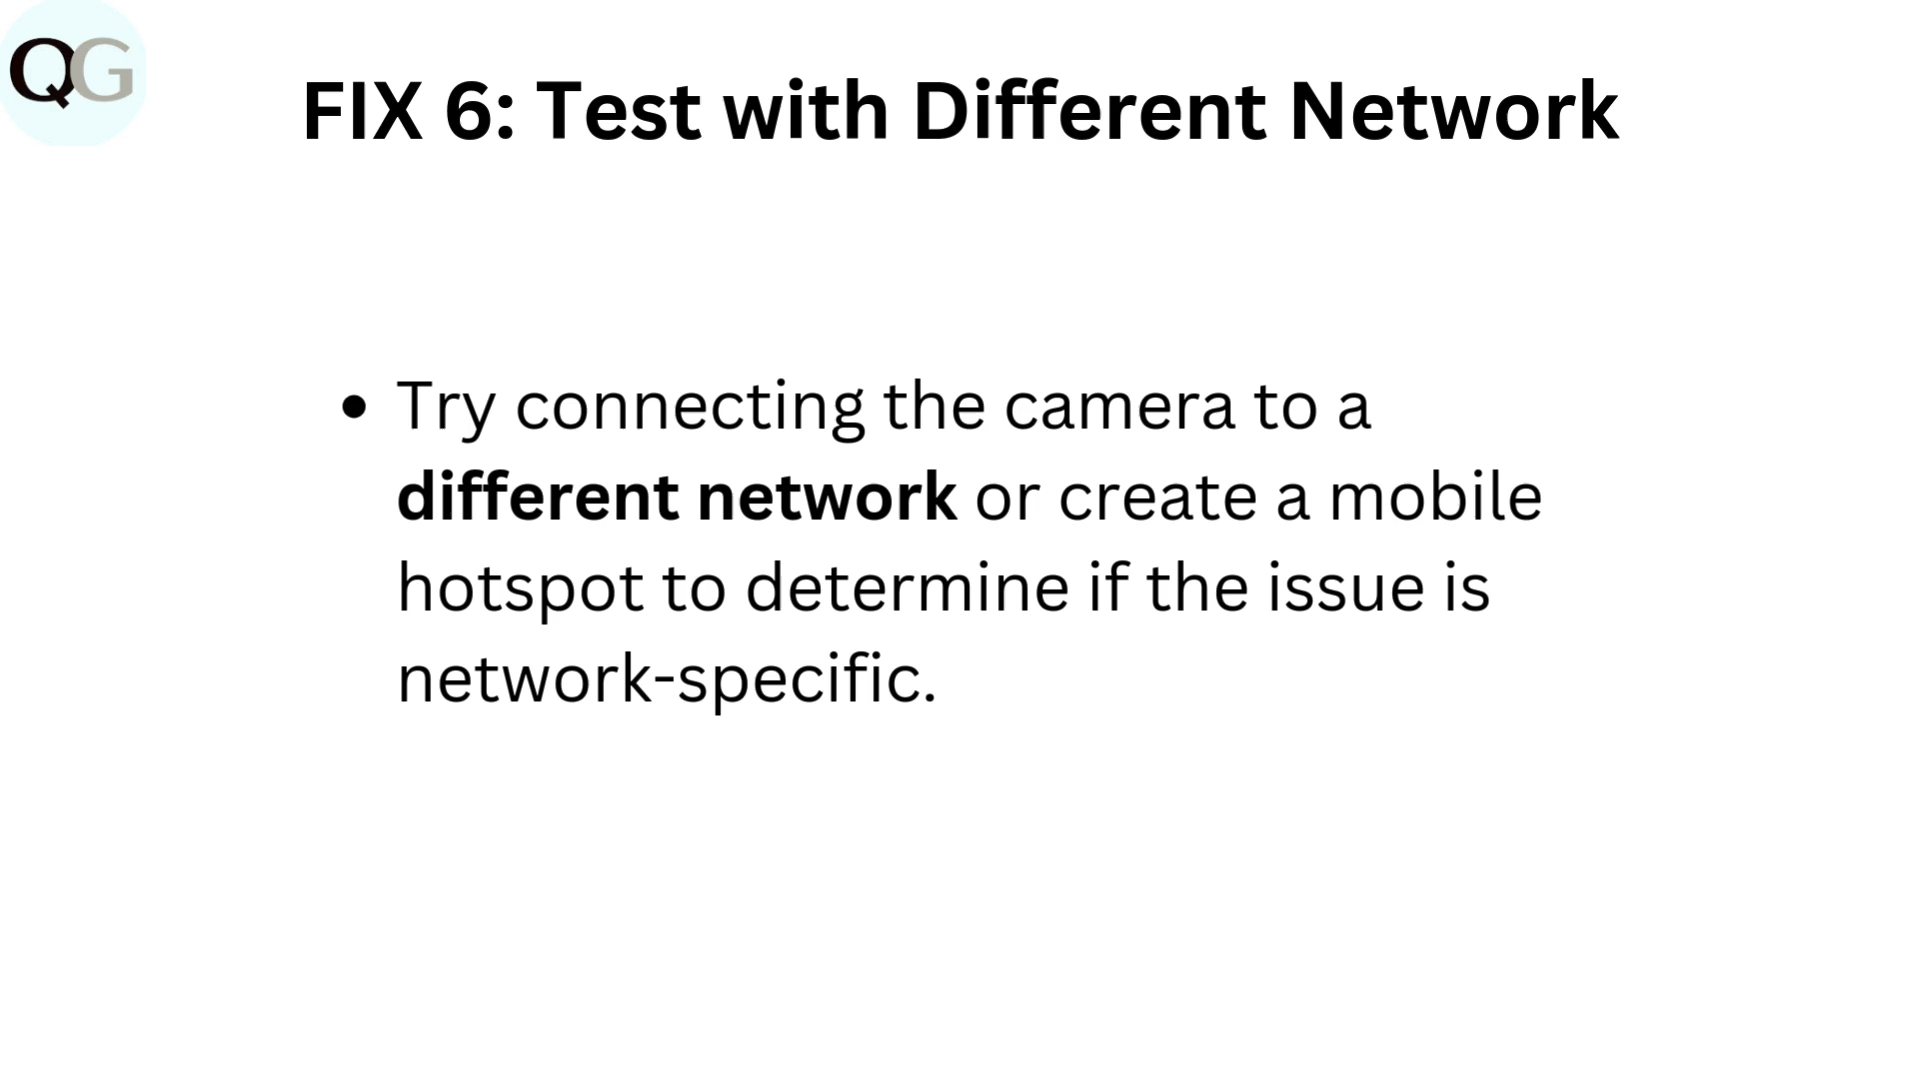 QG
FIX 6: Test with Different Network
• Try connecting the camera to a
different network or create a mobile
hotspot to determine if the issue is
network-specific.